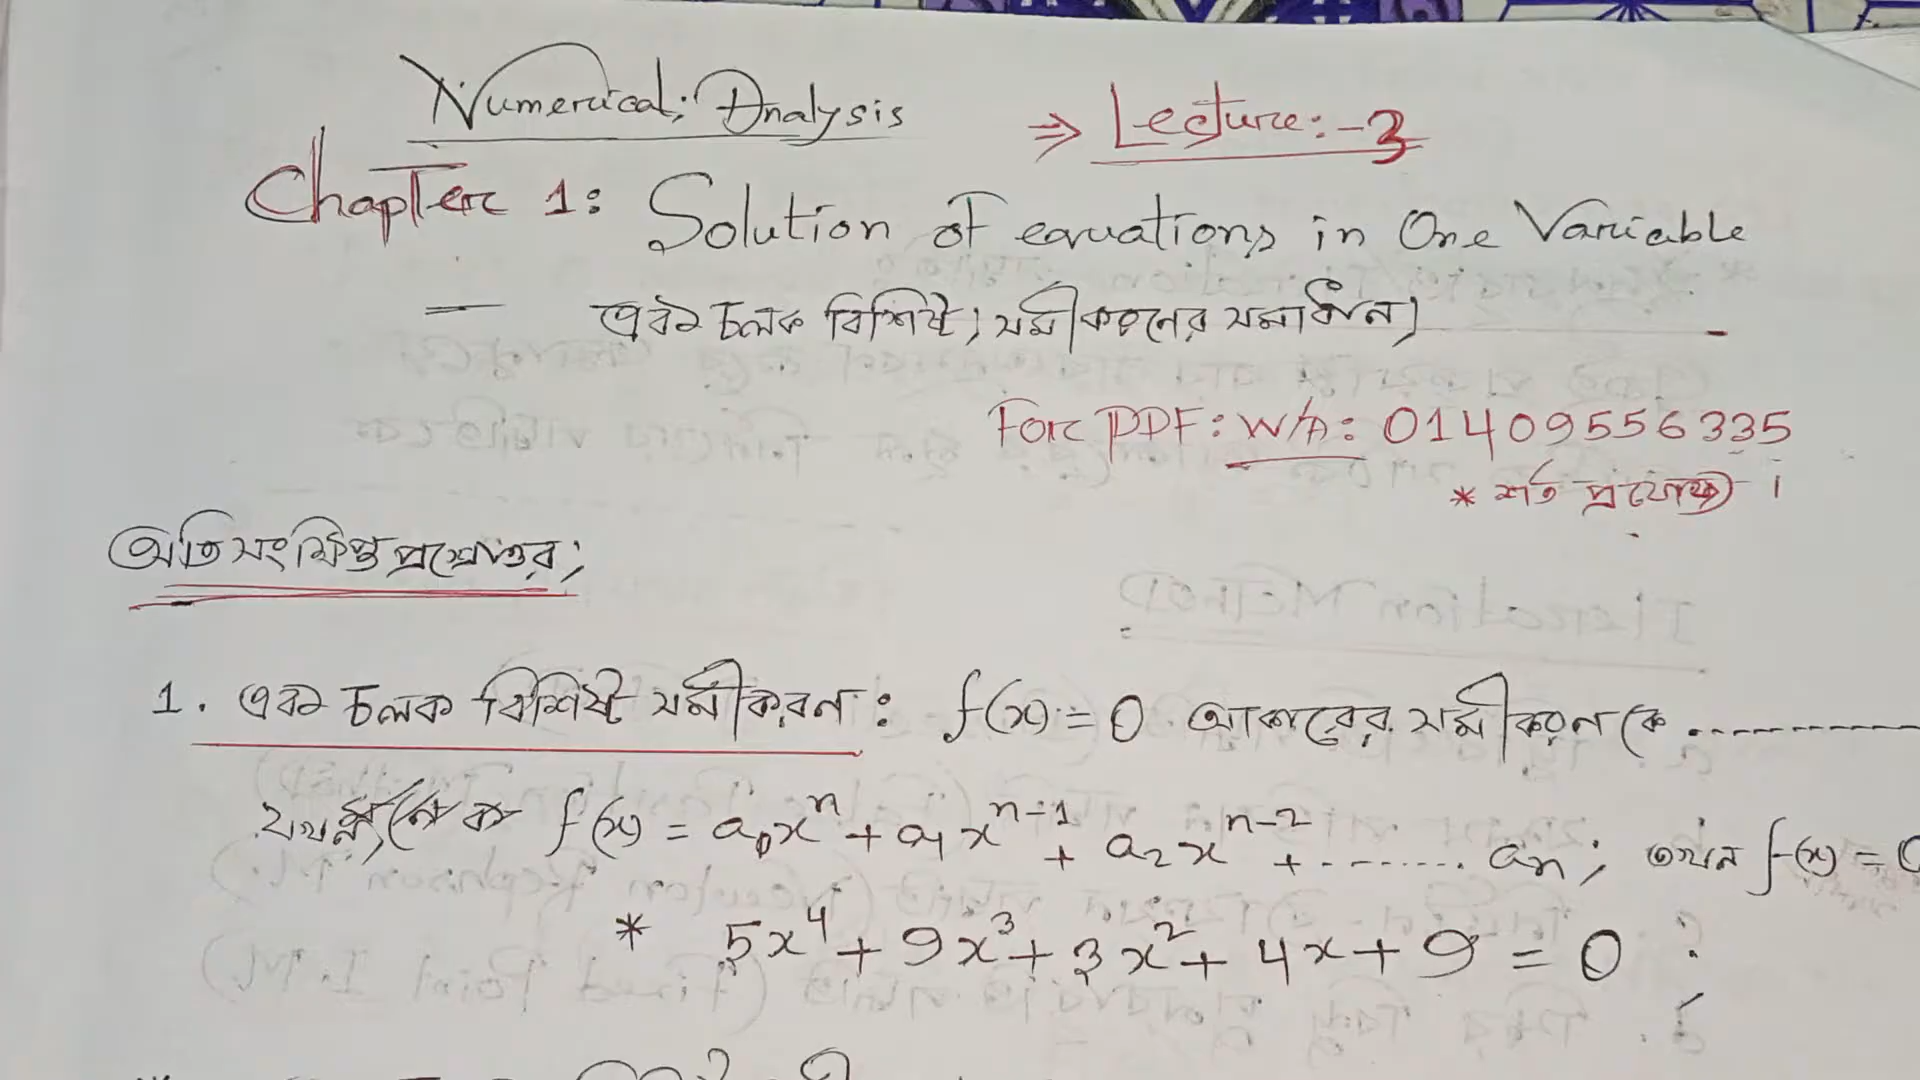 Numerical; Analysis ⇒ Lecture:-3
Chapter 1: Solution of equations in One Variable
— এক চলক বিশিষ্ট সমীকরনের সমাধান) -
For PDF: W/A: 01409556335
* শর্ত প্রযোজ্য ।
অতি সংক্ষিপ্ত প্রশ্নোত্তর;
1. এক চলক বিশিষ্ট সমীকরণ: f(x) = 0 আকারের সমীকরণকে ..............
যখন f(x) = a₀xⁿ + a₁xⁿ⁻¹ + a₂xⁿ⁻² + ........ aₙ; তখন f(x) = 0
* 5x⁴ + 9x³ + 3x² + 4x + 9 = 0 ;